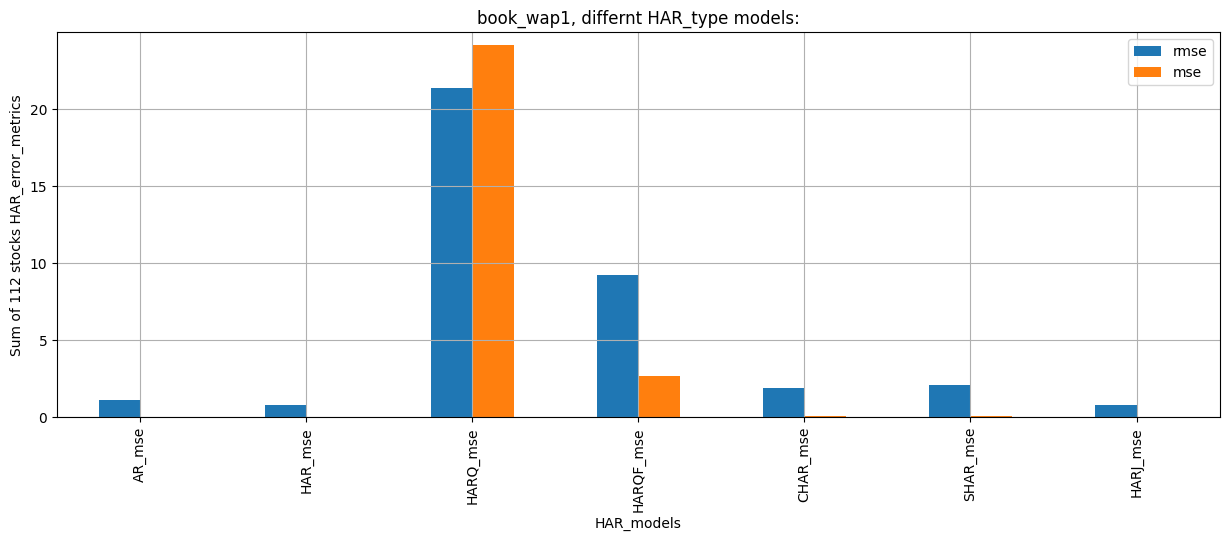 book_wap1, differnt HAR_type models:
rmse
mse
Sum of 112 stocks HAR_error_metrics
20
15
10
5
0
AR_mse
HAR_mse
HARQ_mse
HARQF_mse
CHAR_mse
SHAR_mse
HARJ_mse
HAR_models